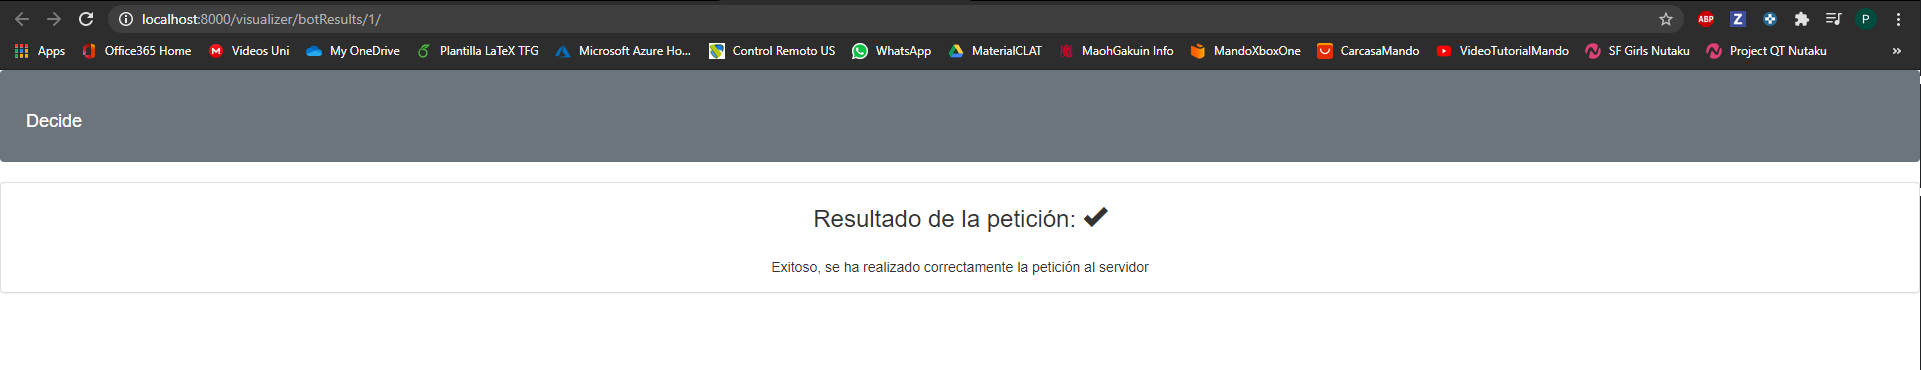 localhost:8000/visualizer/botResults/1/
ABP Z P
Apps Office365 Home Videos Uni My OneDrive Plantilla LaTeX TFG Microsoft Azure Ho... Control Remoto US WhatsApp MaterialCLAT MaohGakuin Info MandoXboxOne CarcasaMando VideoTutorialMando SF Girls Nutaku Project QT Nutaku »
Decide
Resultado de la petición:
Exitoso, se ha realizado correctamente la petición al servidor